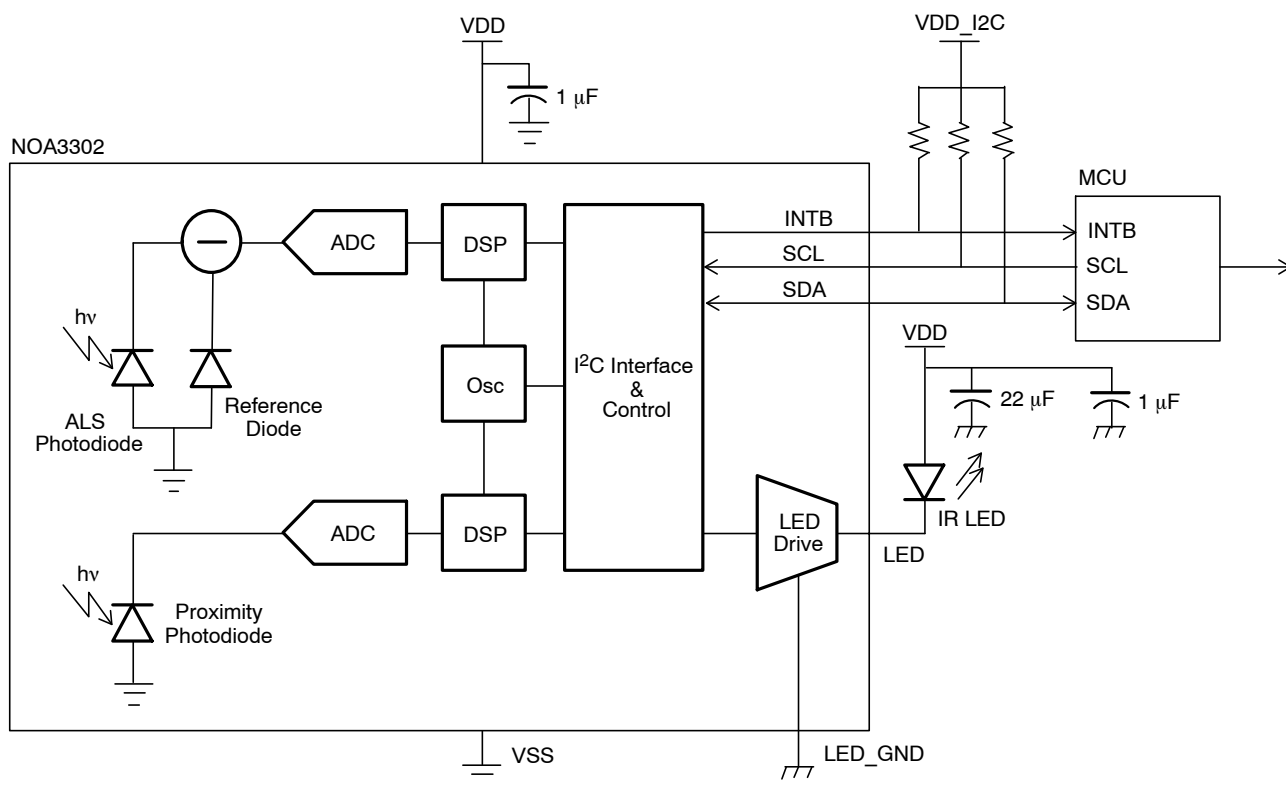 VDD
VDD_I2C
1 μF
NOA3302
MCU
ADC
DSP
INTB
INTB
SCL
SCL
SDA
SDA
hν
VDD
Osc
I²C Interface
&
Control
22 μF
1 μF
ALS
Photodiode
Reference
Diode
ADC
DSP
LED
Drive
IR LED
LED
hν
Proximity
Photodiode
VSS
LED_GND